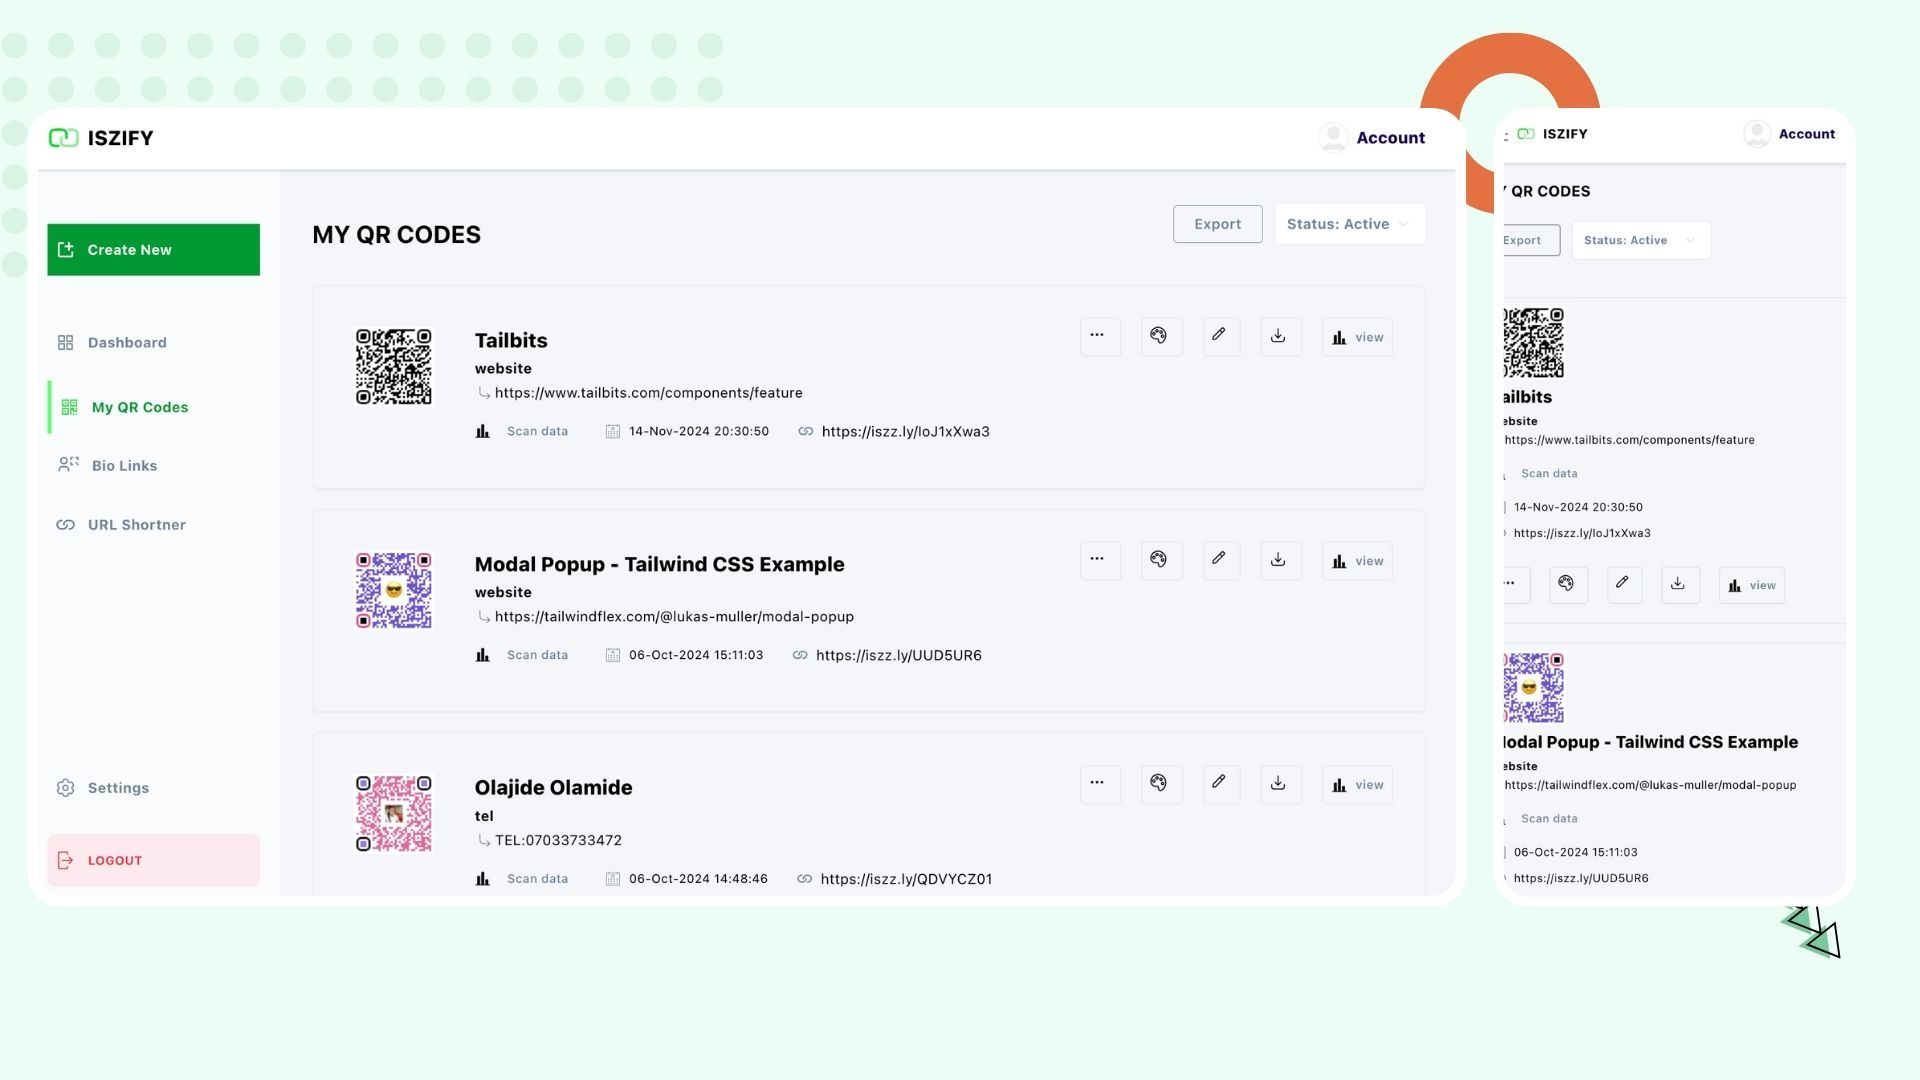 ISZIFY
Account
Create New
Dashboard
My QR Codes
Bio Links
URL Shortner
Settings
LOGOUT
MY QR CODES
Export
Status: Active
Tailbits
website
https://www.tailbits.com/components/feature
Scan data 14-Nov-2024 20:30:50 https://iszz.ly/loJ1xXwa3
... view
Modal Popup - Tailwind CSS Example
website
https://tailwindflex.com/@lukas-muller/modal-popup
Scan data 06-Oct-2024 15:11:03 https://iszz.ly/UUD5UR6
... view
Olajide Olamide
tel
TEL:07033733472
Scan data 06-Oct-2024 14:48:46 https://iszz.ly/QDVYCZ01
... view
ISZIFY
Account
Y QR CODES
Export
Status: Active
ailbits
ebsite
https://www.tailbits.com/components/feature
Scan data
14-Nov-2024 20:30:50
https://iszz.ly/loJ1xXwa3
... view
odal Popup - Tailwind CSS Example
ebsite
https://tailwindflex.com/@lukas-muller/modal-popup
Scan data
06-Oct-2024 15:11:03
https://iszz.ly/UUD5UR6